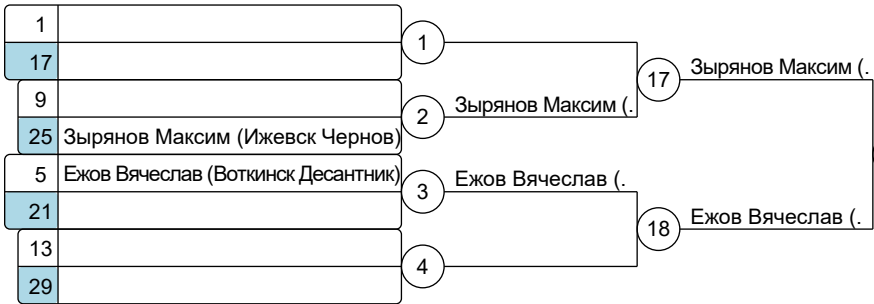 1
17
1
9
25 Зырянов Максим (Ижевск Чернов)
2
Зырянов Максим (.
17
Зырянов Максим (.
5 Ежов Вячеслав (Воткинск Десантник)
21
3
Ежов Вячеслав (.
18
Ежов Вячеслав (.
13
29
4